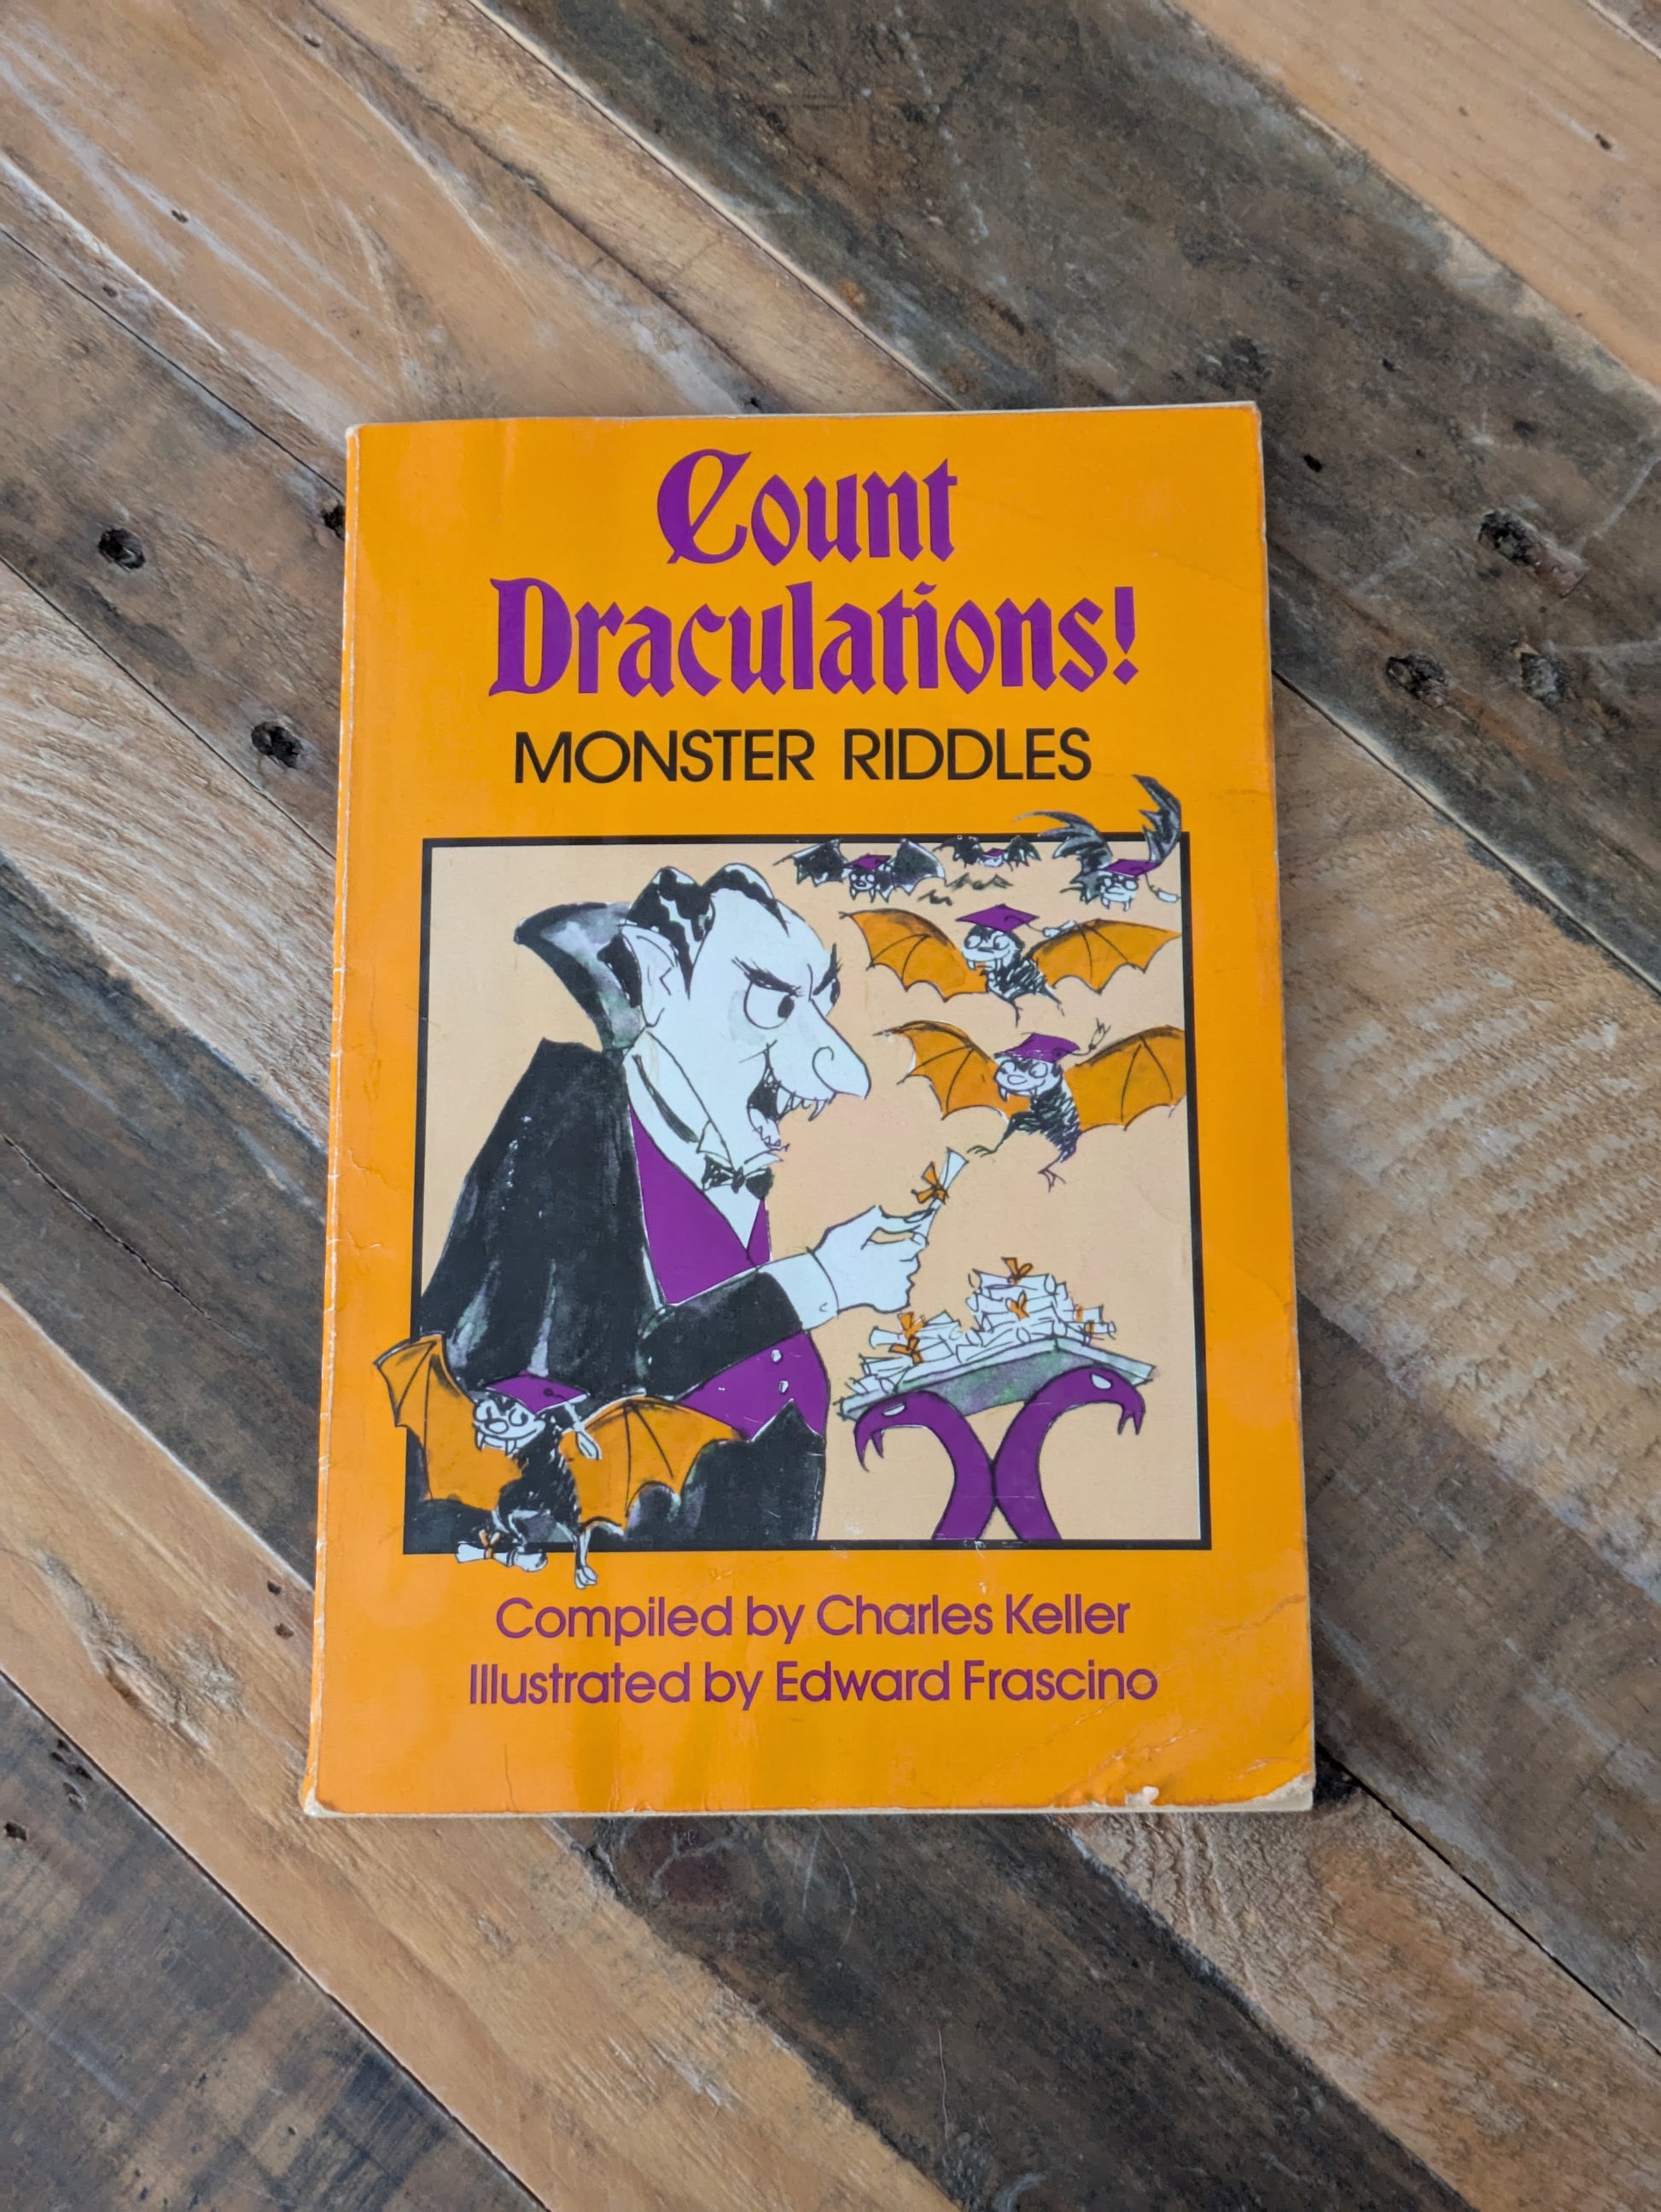 Count
Draculations!
MONSTER RIDDLES
Compiled by Charles Keller
Illustrated by Edward Frascino